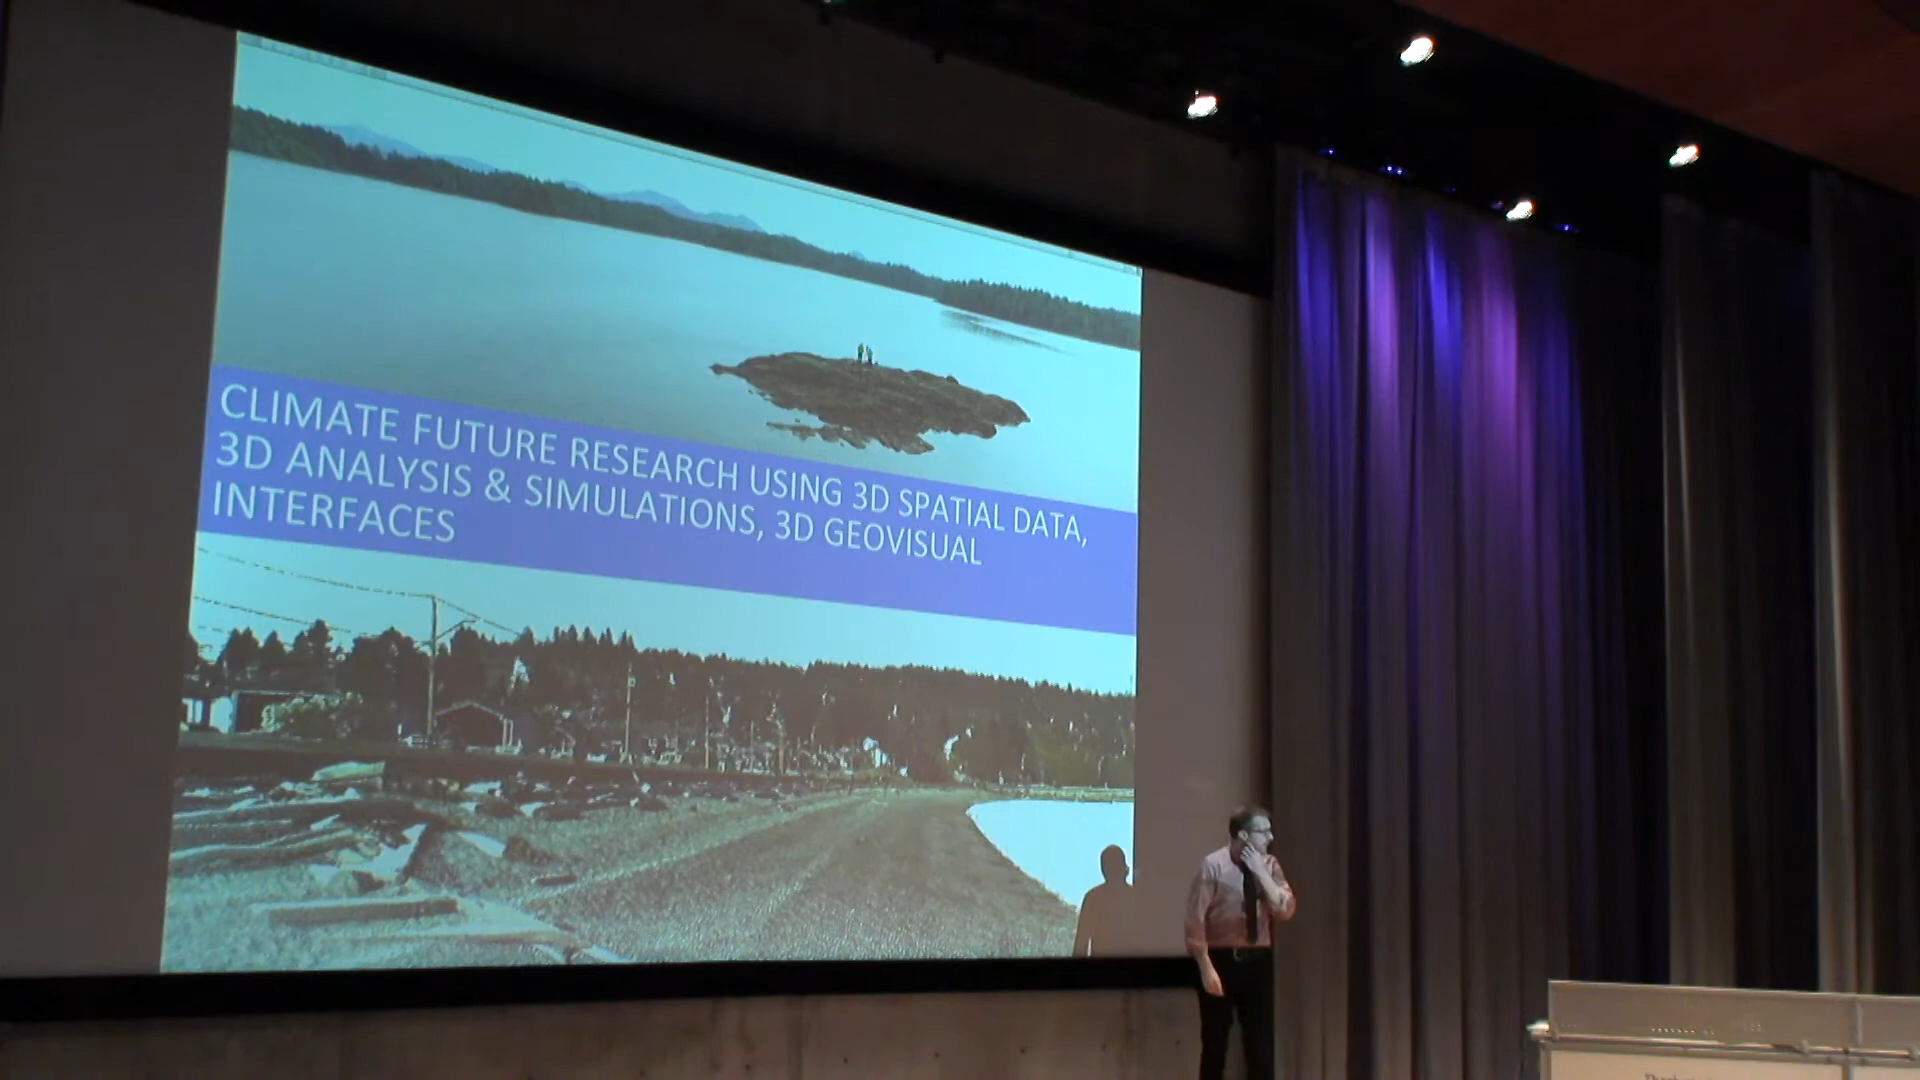 CLIMATE FUTURE RESEARCH USING 3D SPATIAL DATA,
3D ANALYSIS & SIMULATIONS, 3D GEOVISUAL
INTERFACES